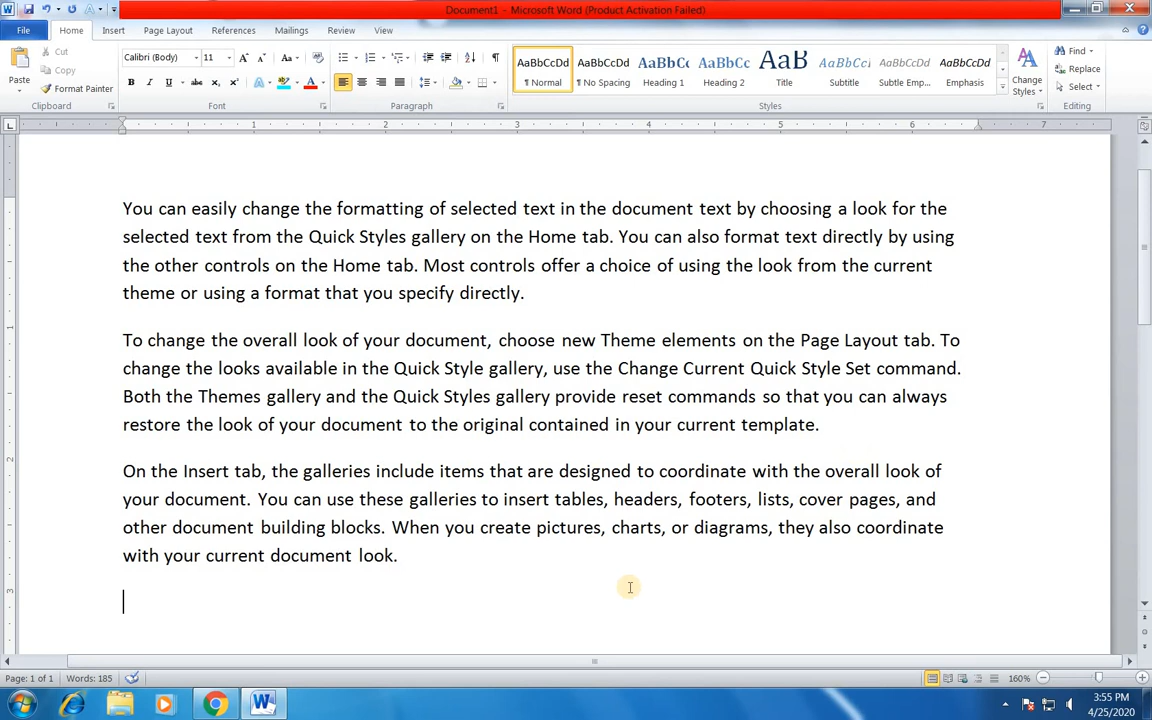 Document1 - Microsoft Word (Product Activation Failed)
File Home Insert Page Layout References Mailings Review View
Paste
Cut
Copy
Format Painter
Clipboard
Calibri (Body) 11
Font
Paragraph
AaBbCcDd AaBbCcDd AaBbCc AaBbCc AaB AaBbCcI AaBbCcDd AaBbCcDd
¶ Normal ¶ No Spacing Heading 1 Heading 2 Title Subtitle Subtle Emp... Emphasis
Change Styles
Styles
Find
Replace
Select
Editing
1 2 3 4 5 6 7
You can easily change the formatting of selected text in the document text by choosing a look for the
selected text from the Quick Styles gallery on the Home tab. You can also format text directly by using
the other controls on the Home tab. Most controls offer a choice of using the look from the current
theme or using a format that you specify directly.
To change the overall look of your document, choose new Theme elements on the Page Layout tab. To
change the looks available in the Quick Style gallery, use the Change Current Quick Style Set command.
Both the Themes gallery and the Quick Styles gallery provide reset commands so that you can always
restore the look of your document to the original contained in your current template.
On the Insert tab, the galleries include items that are designed to coordinate with the overall look of
your document. You can use these galleries to insert tables, headers, footers, lists, cover pages, and
other document building blocks. When you create pictures, charts, or diagrams, they also coordinate
with your current document look.
Page: 1 of 1 Words: 185 160%
3:55 PM
4/25/2020